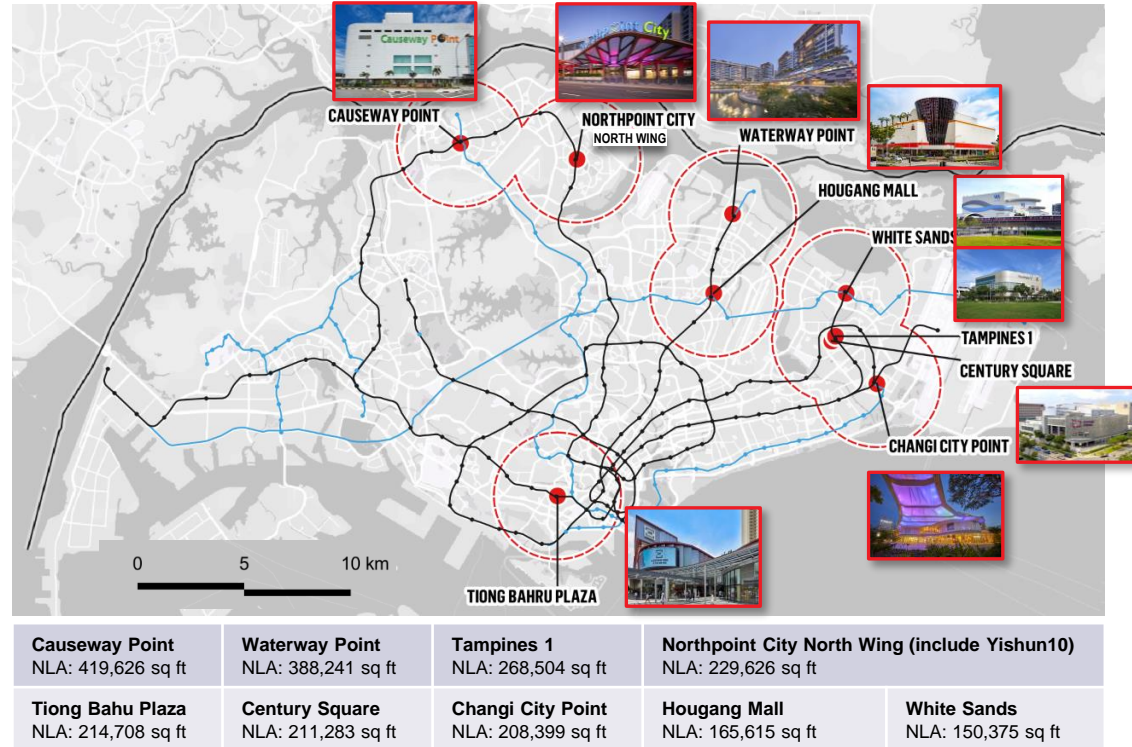 Causeway Point
CAUSEWAY POINT
NORTHPOINT CITY
NORTH WING
WATERWAY POINT
HOUGANG MALL
WHITE SANDS
TAMPINES 1
CENTURY SQUARE
CHANGI CITY POINT
TIONG BAHRU PLAZA
0 5 10 km
Causeway Point
NLA: 419,626 sq ft
Waterway Point
NLA: 388,241 sq ft
Tampines 1
NLA: 268,504 sq ft
Northpoint City North Wing (include Yishun10)
NLA: 229,626 sq ft
Tiong Bahu Plaza
NLA: 214,708 sq ft
Century Square
NLA: 211,283 sq ft
Changi City Point
NLA: 208,399 sq ft
Hougang Mall
NLA: 165,615 sq ft
White Sands
NLA: 150,375 sq ft